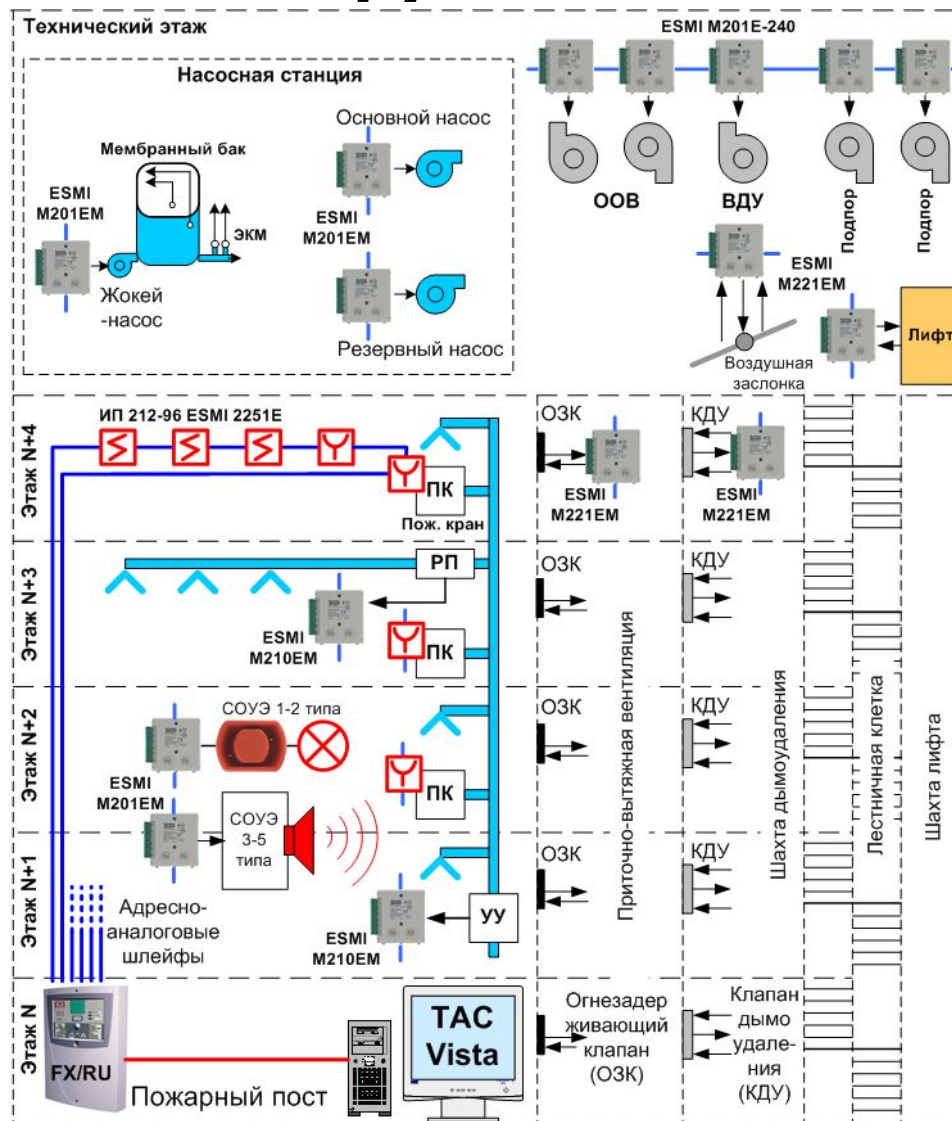 Технический этаж
ESMI M201E-240
Насосная станция
Основной насос
Мембранный бак
ESMI
M201EM
ЭКМ
ESMI
M201EM
Жокей
-насос
Резервный насос
ООВ
ВДУ
Подпор
Подпор
ESMI
M221EM
Воздушная
заслонка
Лифт
Этаж N+4
ИП 212-96 ESMI 2251E
ПК
Пож. кран
ОЗК
ESMI
M221EM
КДУ
ESMI
M221EM
Этаж N+3
РП
ESMI
M210EM
ПК
ОЗК
КДУ
Этаж N+2
СОУЭ 1-2 типа
ESMI
M201EM
ПК
ОЗК
КДУ
Приточно-вытяжная вентиляция
Шахта дымоудаления
Лестничная клетка
Шахта лифта
Этаж N+1
СОУЭ
3-5
типа
Адресно-
аналоговые
шлейфы
ESMI
M210EM
УУ
ОЗК
КДУ
Этаж N
FX/RU
Пожарный пост
TAC
Vista
Огнезадер
живающий
клапан
(ОЗК)
Клапан
дымо
удале-
ния
(КДУ)